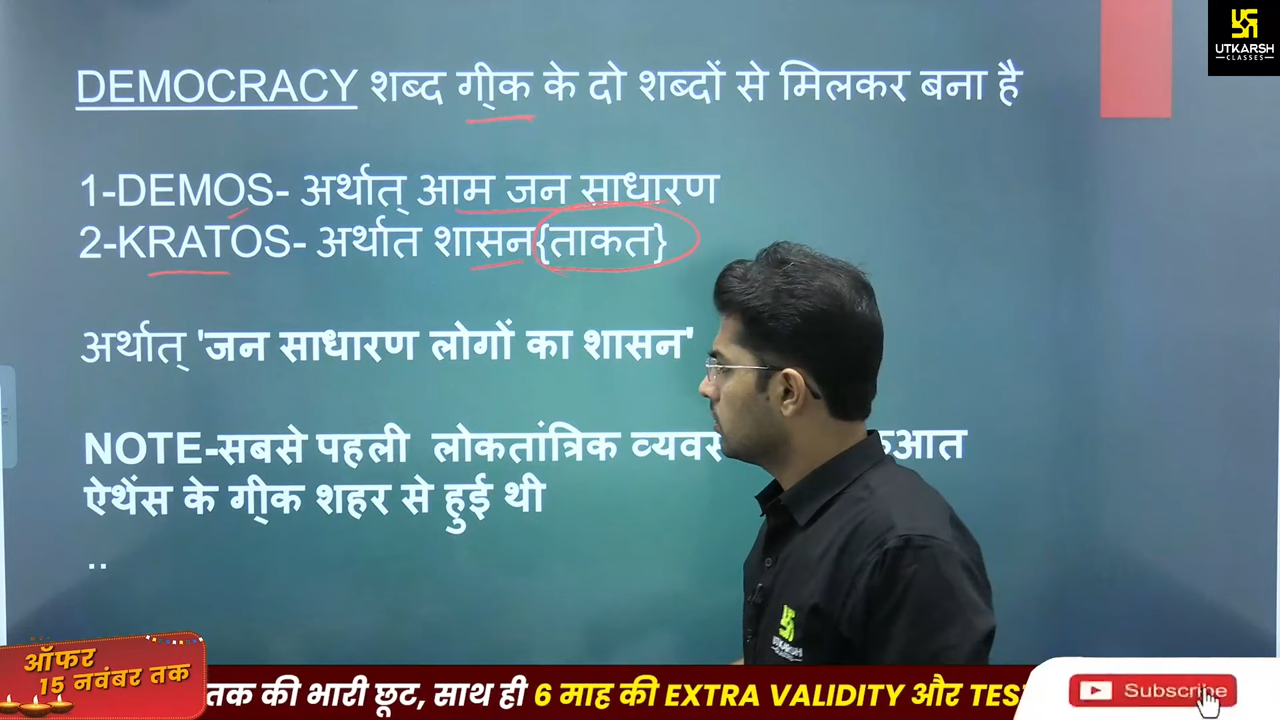 DEMOCRACY शब्द गी्क के दो शब्दों से मिलकर बना है
1-DEMOS- अर्थात् आम जन साधारण
2-KRATOS- अर्थात शासन{ताकत}
अर्थात् 'जन साधारण लोगों का शासन'
NOTE-सबसे पहली लोकतांत्रिक
ऐथेंस के गी्क शहर से हुई थी
..
UTKARSH
CLASSES
UTKARSH
CLASSES
ऑफर
15 नवंबर तक
तक की भारी छूट, साथ ही 6 माह की EXTRA VALIDITY और
Subscribe